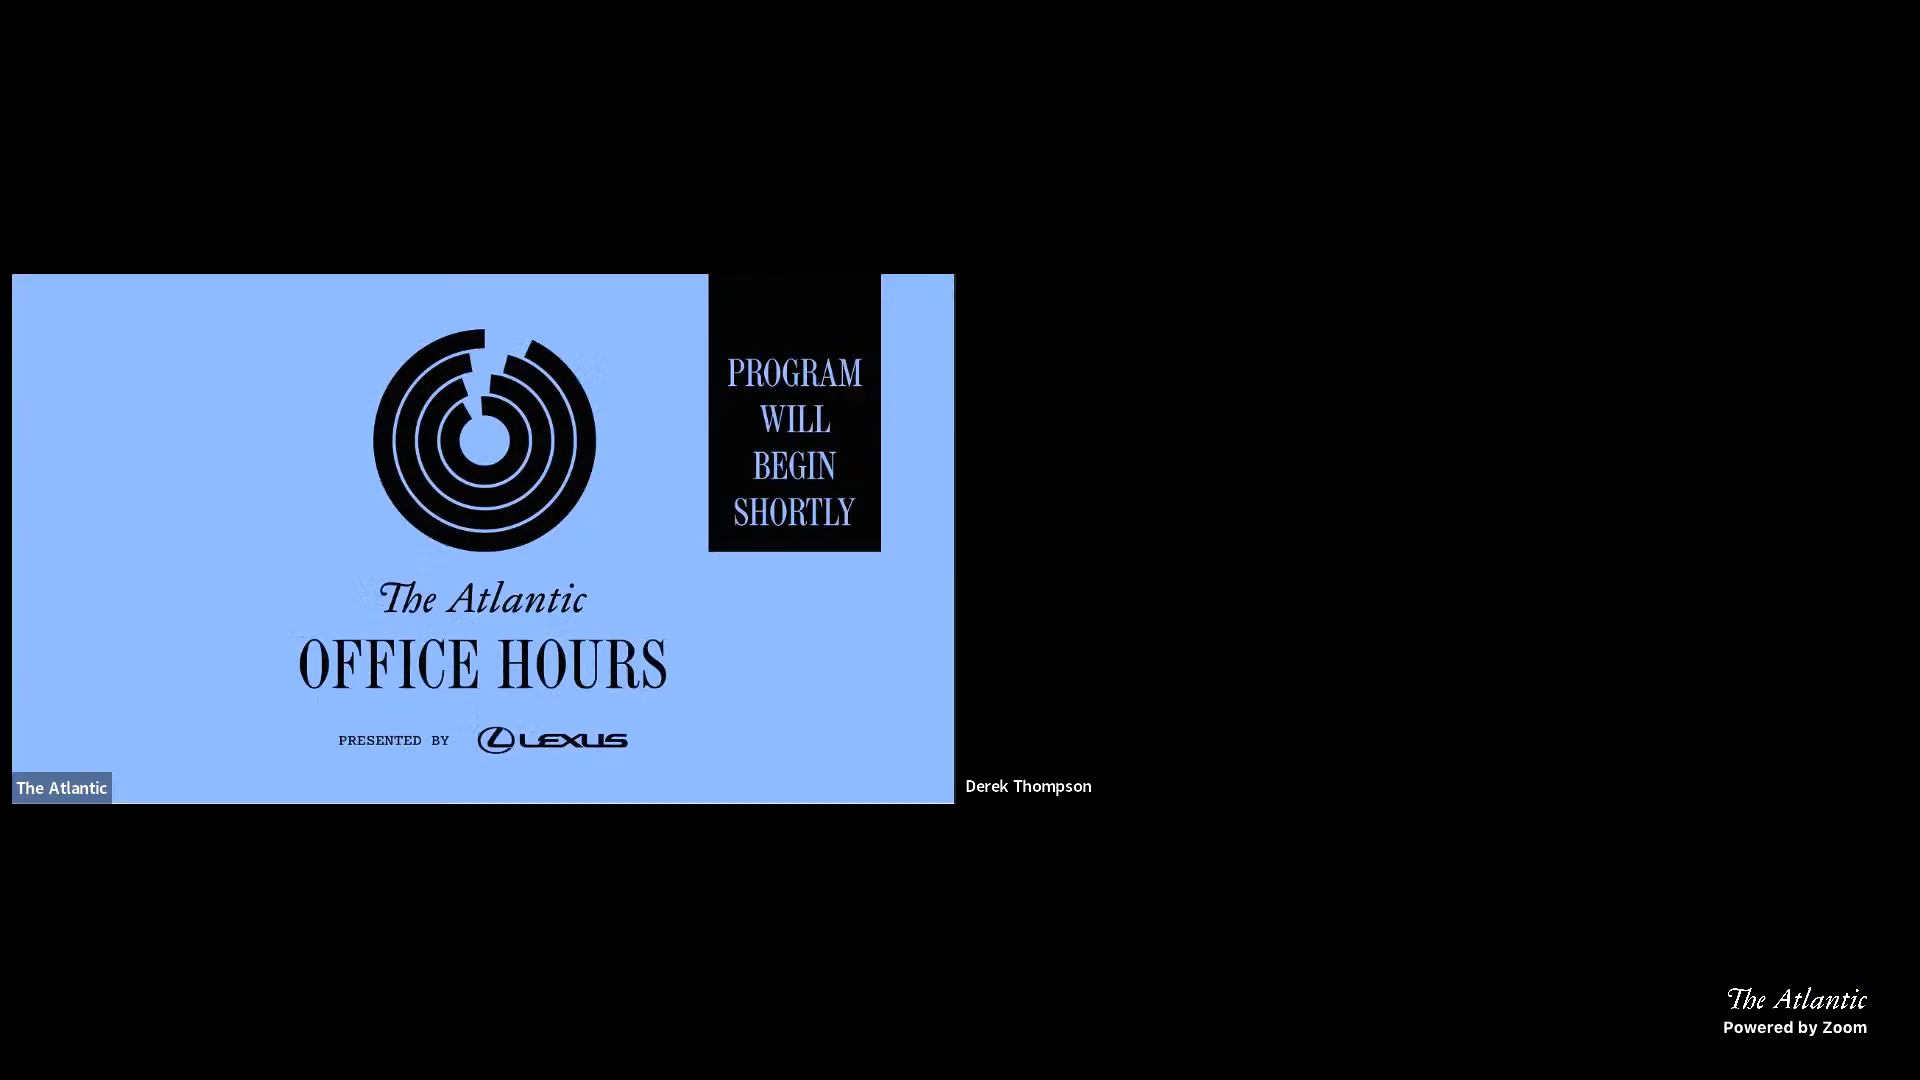 PROGRAM
WILL
BEGIN
SHORTLY
The Atlantic
OFFICE HOURS
PRESENTED BY LEXUS
The Atlantic
Derek Thompson
The Atlantic
Powered by Zoom